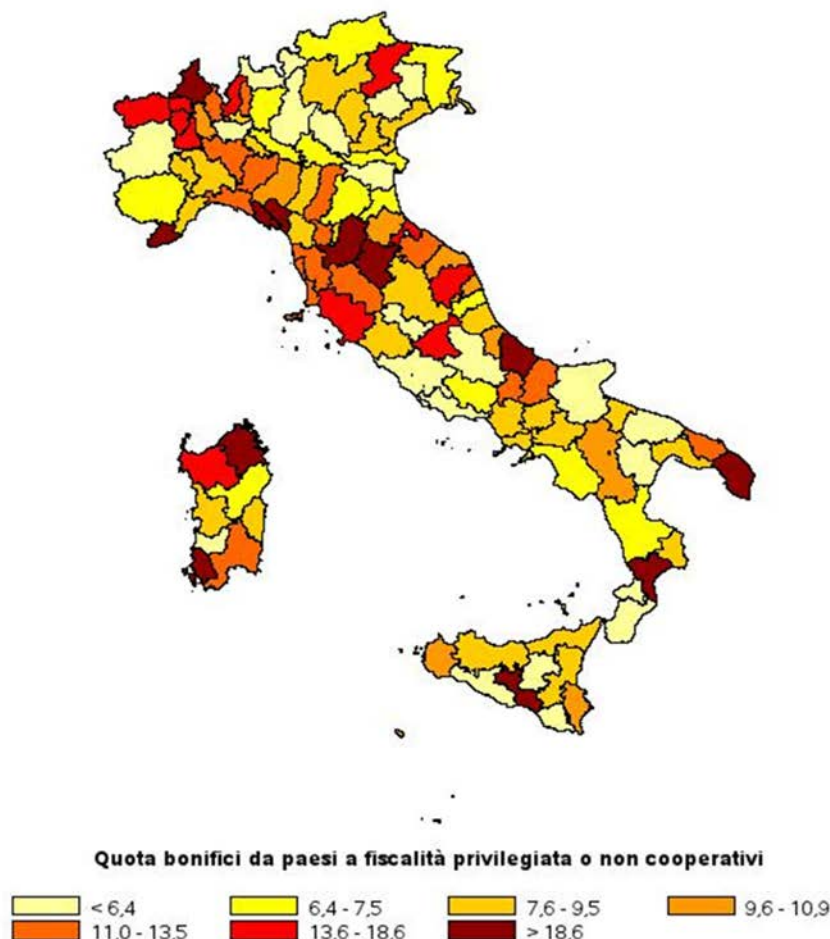 Quota bonifici da paesi a fiscalità privilegiata o non cooperativi
< 6,4 6,4 - 7,5 7,6 - 9,5 9,6 - 10,9
11,0 - 13,5 13,6 - 18,6 > 18,6